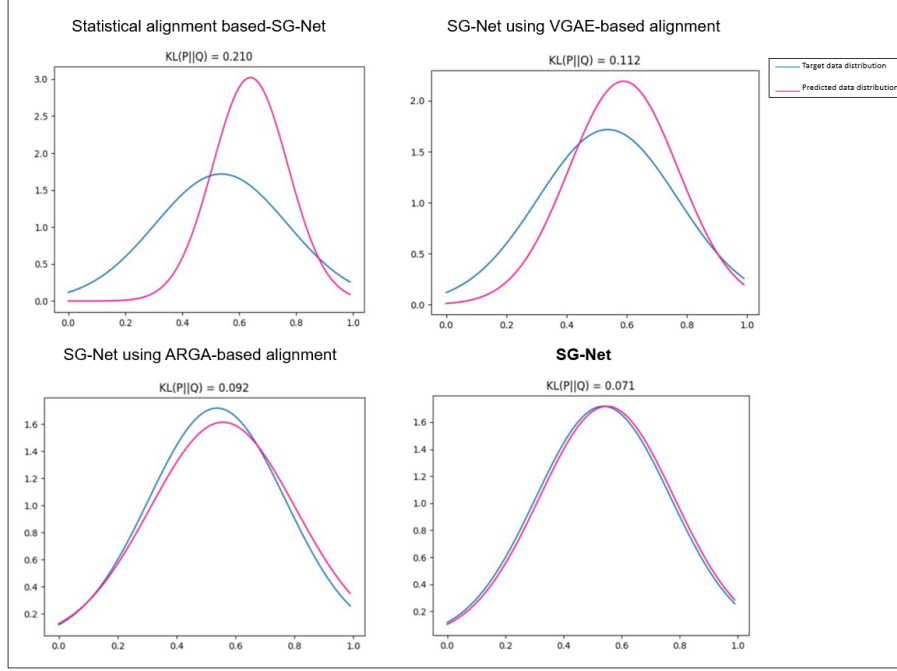 Statistical alignment based-SG-Net
SG-Net using VGAE-based alignment
KL(P||Q) = 0.210
KL(P||Q) = 0.112
Target data distribution
Predicted data distribution
3.0
2.5
2.0
1.5
1.0
0.5
0.0
0.0 0.2 0.4 0.6 0.8 1.0
2.0
1.5
1.0
0.5
0.0
0.0 0.2 0.4 0.6 0.8 1.0
SG-Net using ARGA-based alignment
SG-Net
KL(P||Q) = 0.092
KL(P||Q) = 0.071
1.6
1.4
1.2
1.0
0.8
0.6
0.4
0.2
0.0 0.2 0.4 0.6 0.8 1.0
1.6
1.4
1.2
1.0
0.8
0.6
0.4
0.2
0.0 0.2 0.4 0.6 0.8 1.0